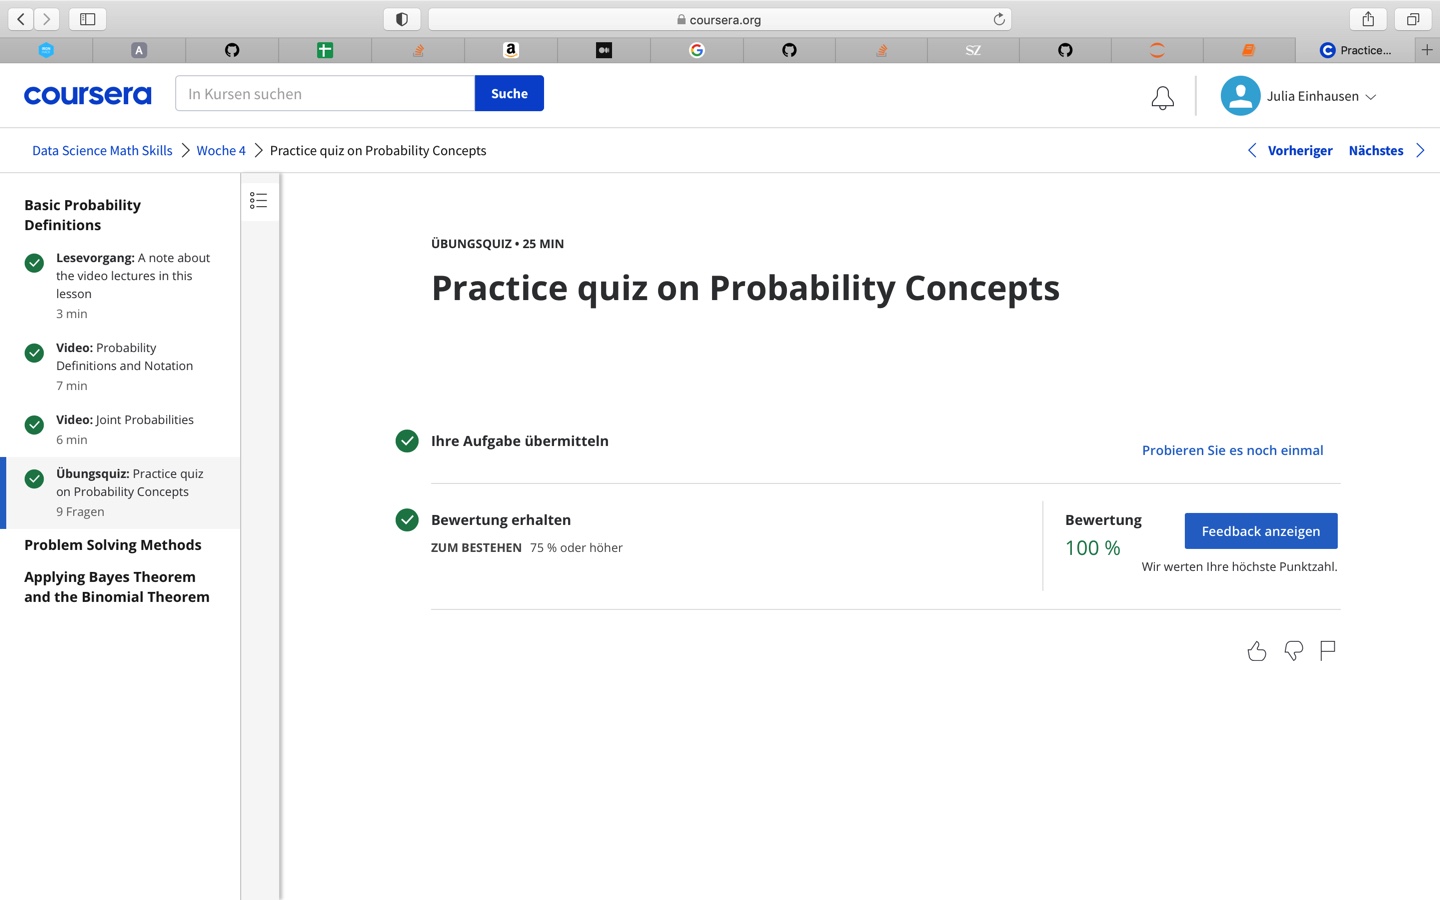 coursera.org
A
a
G
SZ
C Practice...
coursera
In Kursen suchen
Suche
Julia Einhausen
Data Science Math Skills
Woche 4
Practice quiz on Probability Concepts
Vorheriger
Nächstes
Basic Probability
Definitions
Lesevorgang: A note about
the video lectures in this
lesson
3 min
Video: Probability
Definitions and Notation
7 min
Video: Joint Probabilities
6 min
Übungsquiz: Practice quiz
on Probability Concepts
9 Fragen
Problem Solving Methods
Applying Bayes Theorem
and the Binomial Theorem
ÜBUNGSQUIZ • 25 MIN
Practice quiz on Probability Concepts
Ihre Aufgabe übermitteln
Probieren Sie es noch einmal
Bewertung erhalten
ZUM BESTEHEN 75 % oder höher
Bewertung
100 %
Feedback anzeigen
Wir werten Ihre höchste Punktzahl.